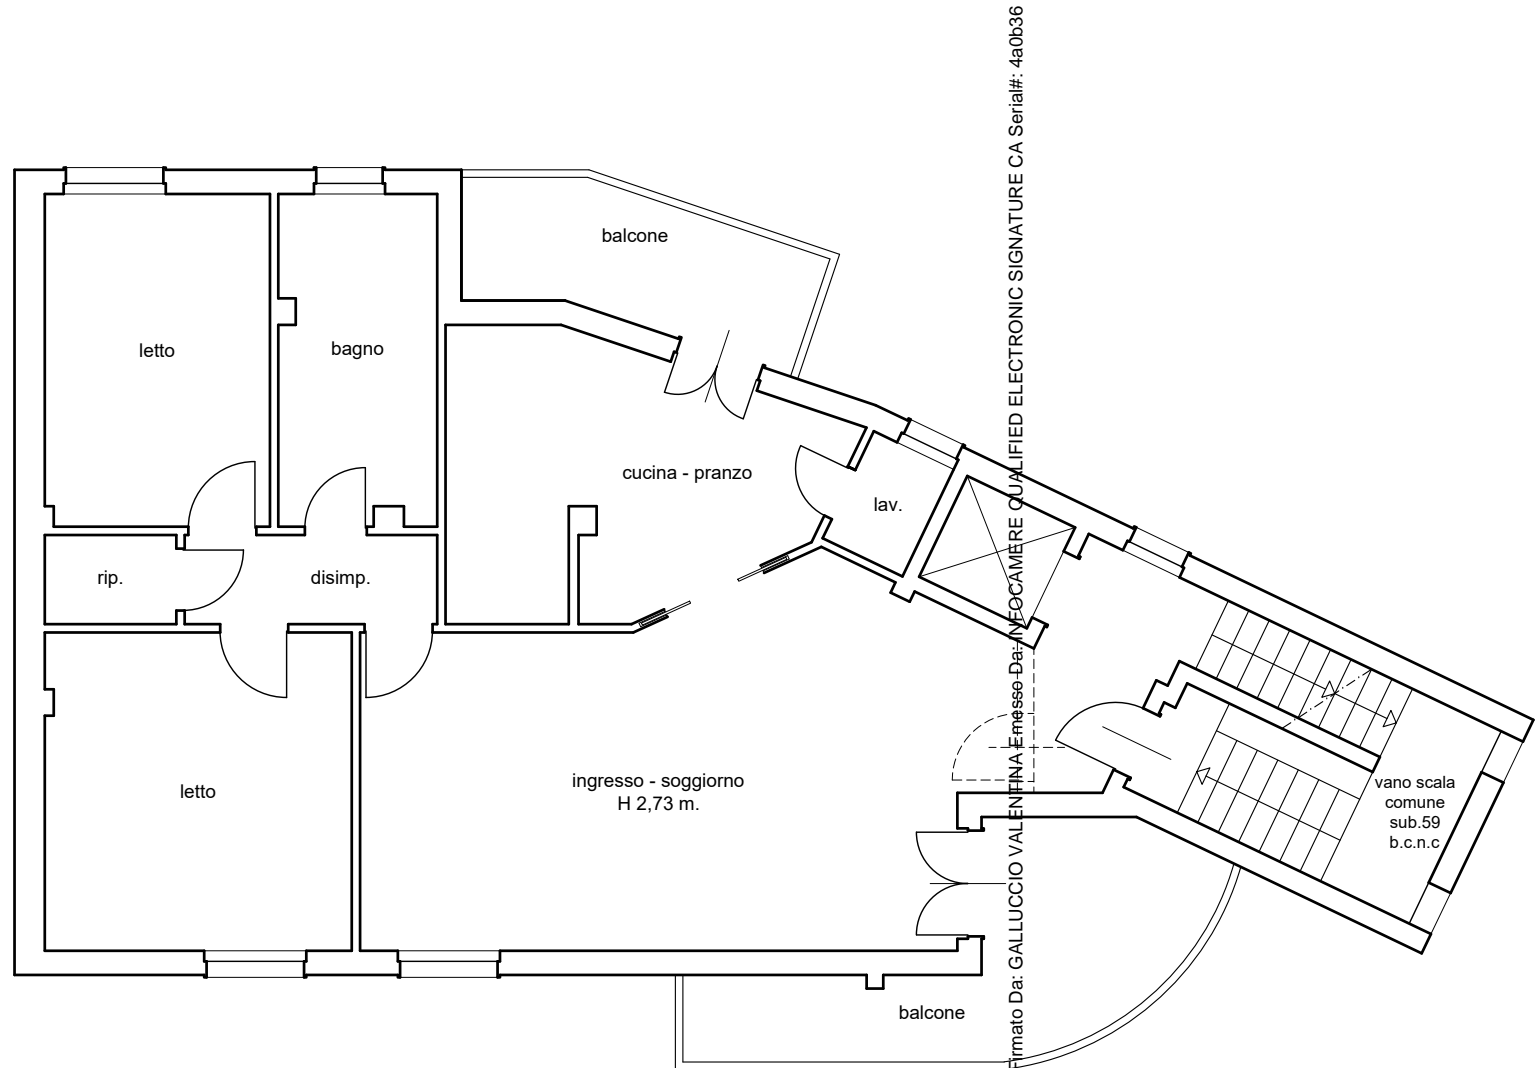 balcone
letto
bagno
cucina - pranzo
lav.
rip.
disimp.
letto
ingresso - soggiorno
H 2,73 m.
vano scala
comune
sub.59
b.c.n.c
balcone
Firmato Da: GALLUCCIO VALENTINA Emesso Da: INFOCAMERE QUALIFIED ELECTRONIC SIGNATURE CA Serial#: 4a0b36